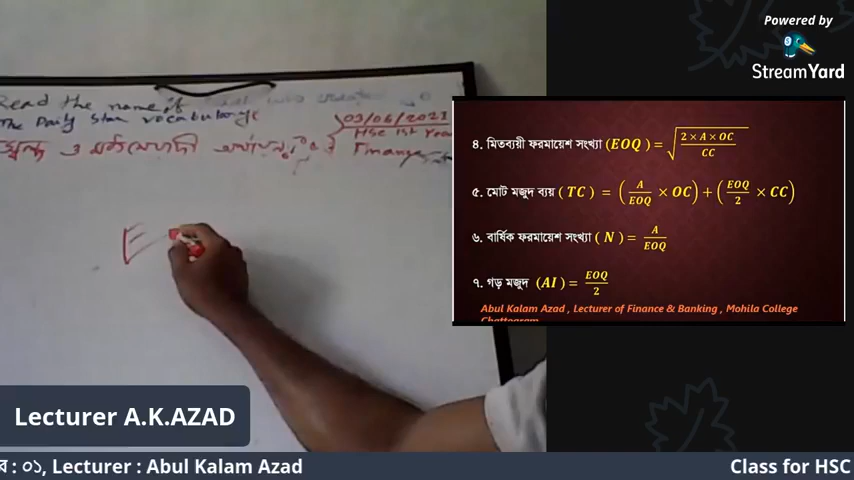 Powered by
StreamYard
Read the name of
The Daily Star vocabulary
03/06/2021
HSC 1st Year
ও
Finance
E
৪. মিতব্যয়ী ফরমায়েশ সংখ্যা (EOQ) = √(2 × A × OC / CC)
৫. মোট মজুদ ব্যয় ( TC ) = (A/EOQ × OC) + (EOQ/2 × CC)
৬. বার্ষিক ফরমায়েশ সংখ্যা ( N ) = A/EOQ
৭. গড় মজুদ (AI) = EOQ/2
Abul Kalam Azad , Lecturer of Finance & Banking , Mohila College
Chattogram
Lecturer A.K.AZAD
: ০১, Lecturer : Abul Kalam Azad
Class for HSC